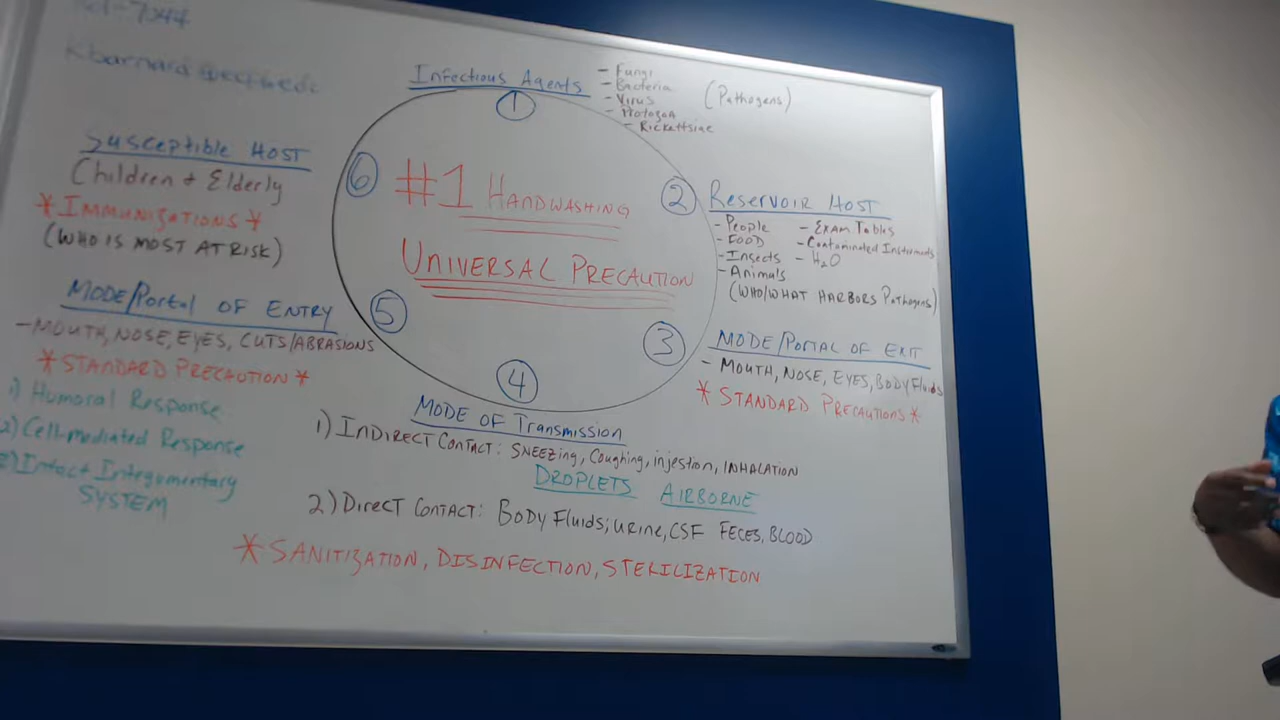 7044
Infectious Agents
- Fungi
- Bacteria
- Virus
- Protozoa
- Rickettsiae
(Pathogens)
1
#1 HANDWASHING
UNIVERSAL PRECAUTION
2
RESERVOIR HOST
- People
- FOOD
- Insects
- Animals
- EXAM TABLES
- Contaminated Instruments
- H2O
(WHO/WHAT HARBORS Pathogens)
3
MODE/PORTAL OF EXIT
- MOUTH, NOSE, EYES, BODY Fluids
* STANDARD PRECAUTIONS *
4
MODE OF Transmission
1) INDIRECT CONTACT: SNEEZING, Coughing, injestion, INHALATION
DROPLETS AIRBORNE
2) DIRECT CONTACT: BODY Fluids; URINE, CSF FECES, BLOOD
* SANITIZATION, DISINFECTION, STERILIZATION
5
MODE/Portal OF ENTRY
- MOUTH, NOSE, EYES, CUTS/ABRASIONS
* STANDARD PRECAUTION *
1) Humoral Response
2) Cell-mediated Response
3) Intact Integumentary
SYSTEM
6
SUSCEPTIBLE HOST
Children + Elderly
* IMMUNIZATIONS *
(WHO IS MOST AT RISK)